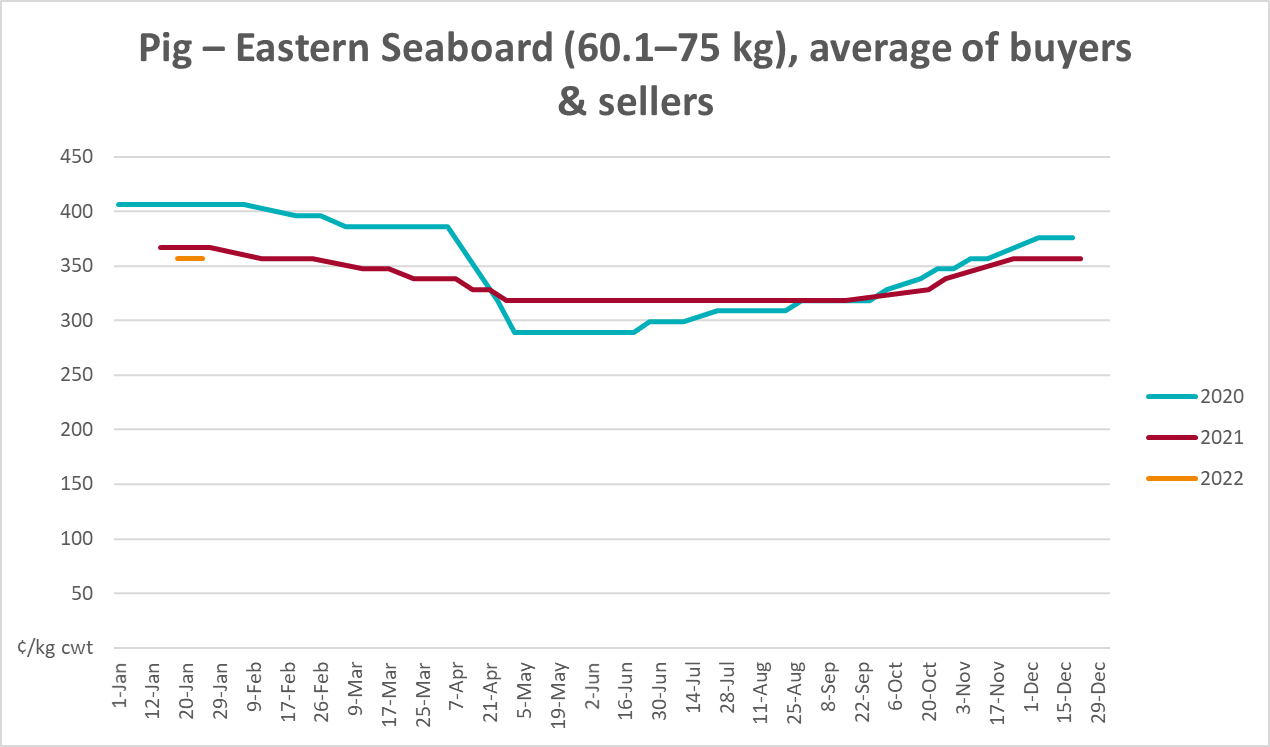 Pig – Eastern Seaboard (60.1–75 kg), average of buyers
& sellers
450
400
350
300
250
200
150
100
50
¢/kg cwt
1-Jan
12-Jan
20-Jan
29-Jan
9-Feb
17-Feb
26-Feb
9-Mar
17-Mar
25-Mar
7-Apr
21-Apr
5-May
19-May
2-Jun
16-Jun
30-Jun
14-Jul
28-Jul
11-Aug
25-Aug
8-Sep
22-Sep
6-Oct
20-Oct
3-Nov
17-Nov
1-Dec
15-Dec
29-Dec
2020
2021
2022